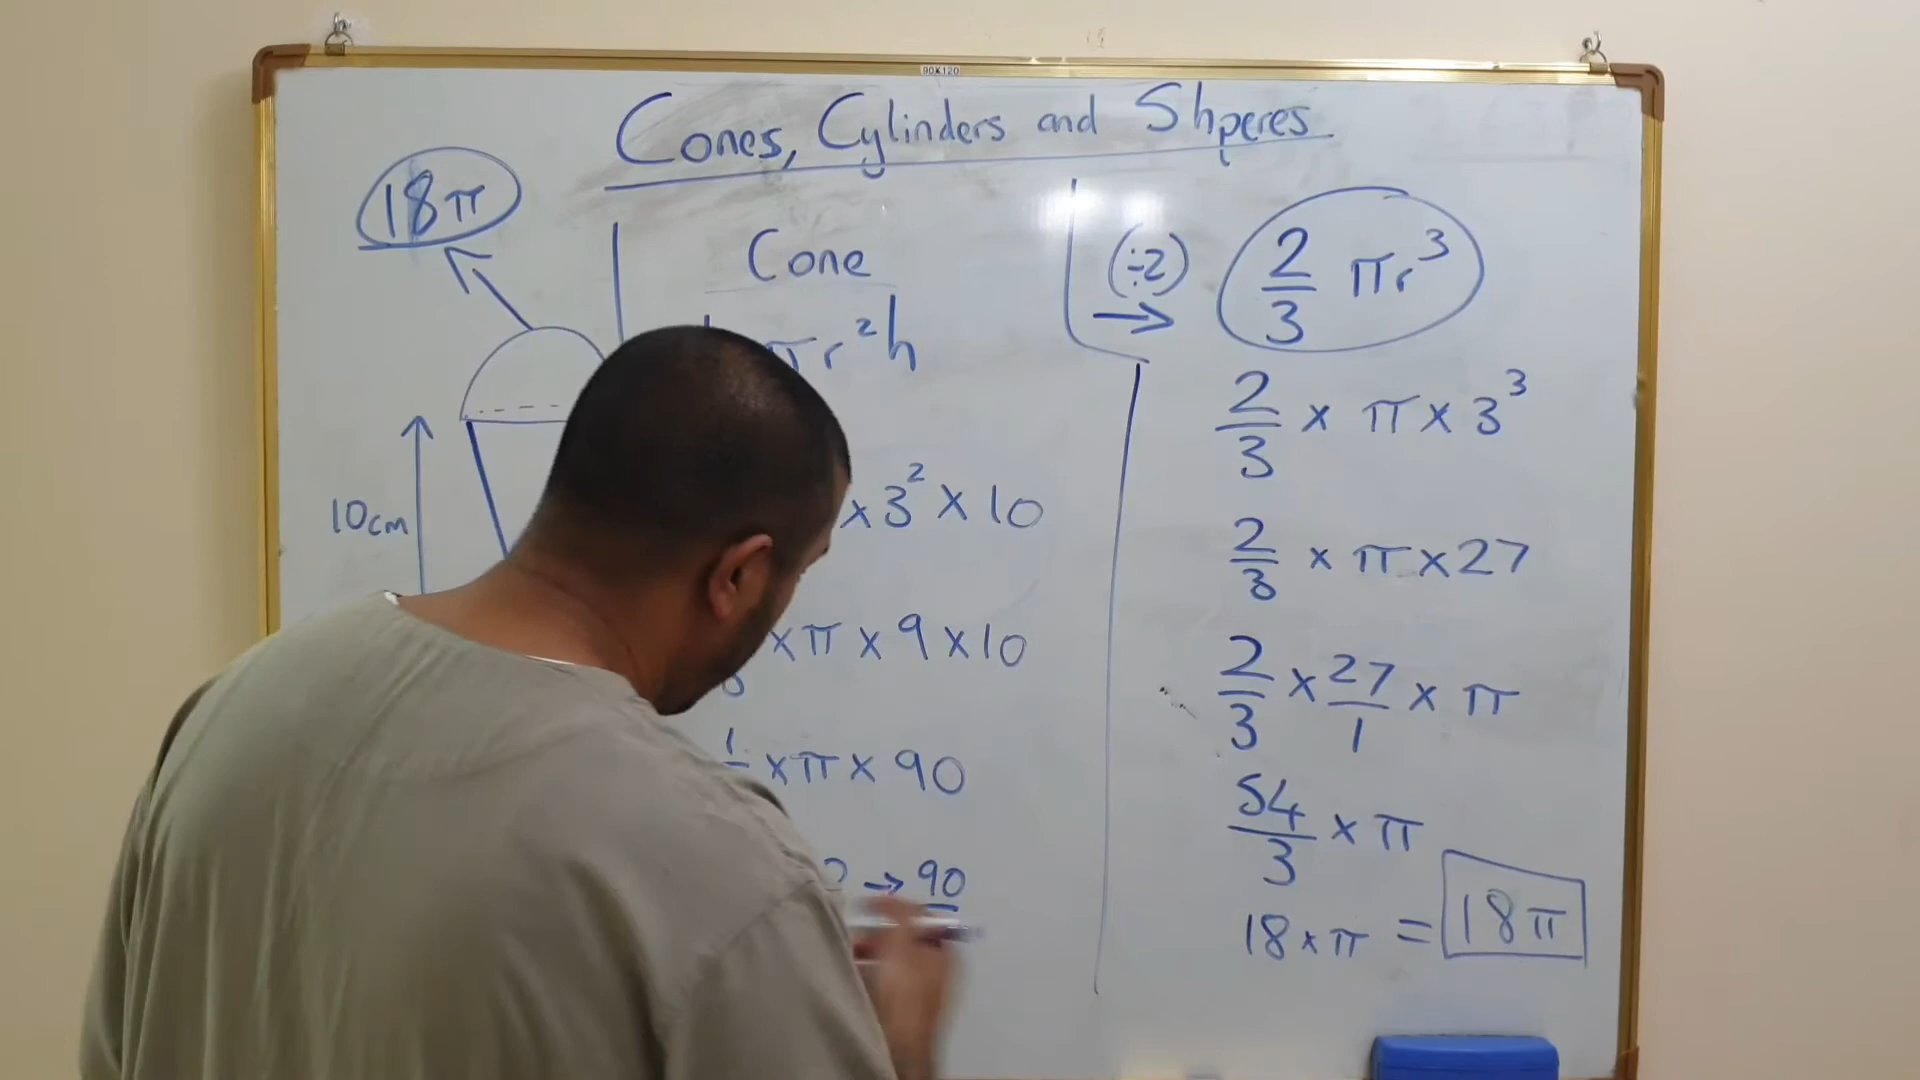 90X120
Cones, Cylinders and Shperes
18π
10cm
Cone
πr²h
× 3² × 10
× π × 9 × 10
1 × π × 90
→ 90
(÷2)
→ 2/3 πr³
2/3 × π × 3³
2/3 × π × 27
2/3 × 27/1 × π
54/3 × π
18 × π = 18π